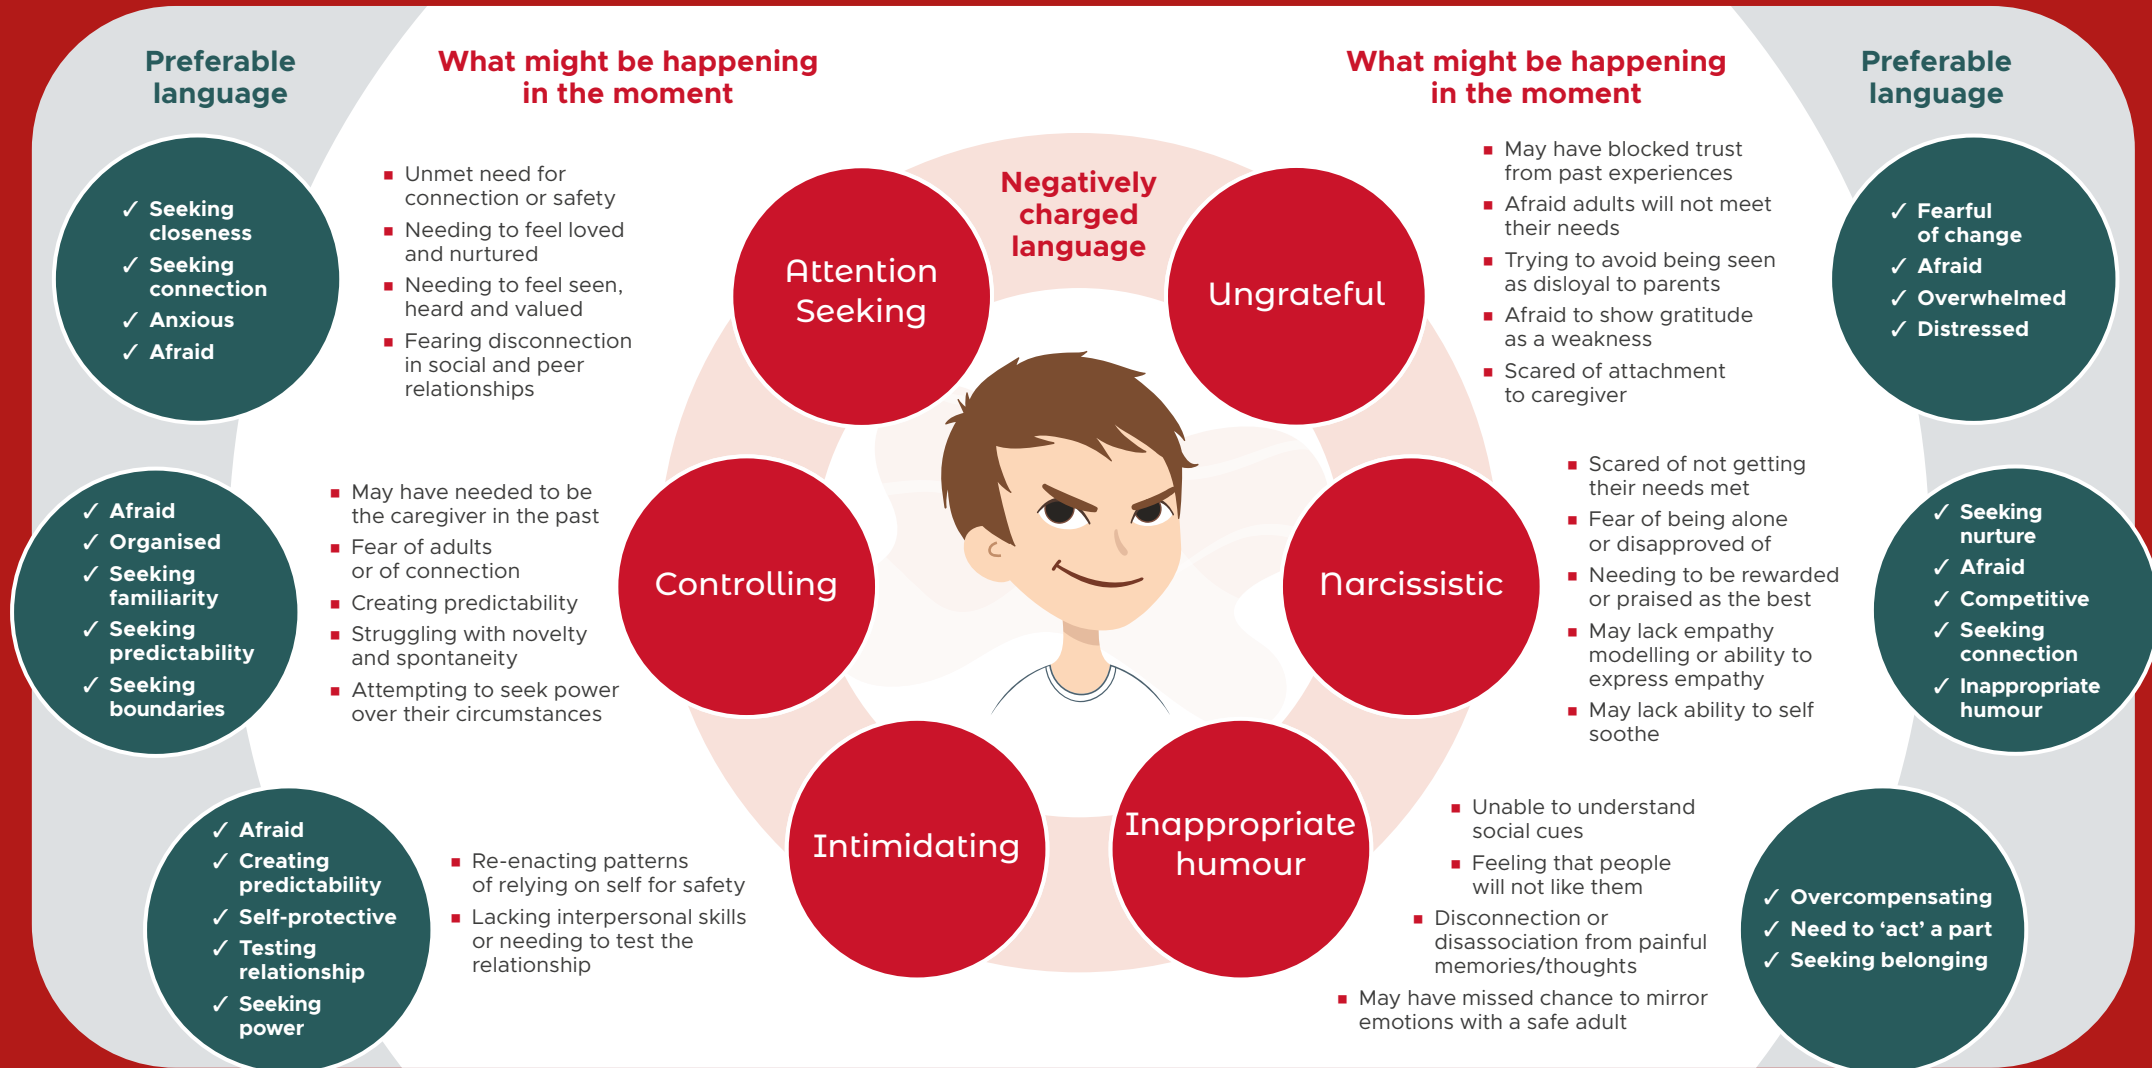 Preferable
language
What might be happening
in the moment
What might be happening
in the moment
Preferable
language
✓ Seeking
closeness
✓ Seeking
connection
✓ Anxious
✓ Afraid
▪ Unmet need for
connection or safety
▪ Needing to feel loved
and nurtured
▪ Needing to feel seen,
heard and valued
▪ Fearing disconnection
in social and peer
relationships
Attention
Seeking
Negatively
charged
language
Ungrateful
▪ May have blocked trust
from past experiences
▪ Afraid adults will not meet
their needs
▪ Trying to avoid being seen
as disloyal to parents
▪ Afraid to show gratitude
as a weakness
▪ Scared of attachment
to caregiver
✓ Fearful
of change
✓ Afraid
✓ Overwhelmed
✓ Distressed
✓ Afraid
✓ Organised
✓ Seeking
familiarity
✓ Seeking
predictability
✓ Seeking
boundaries
▪ May have needed to be
the caregiver in the past
▪ Fear of adults
or of connection
▪ Creating predictability
▪ Struggling with novelty
and spontaneity
▪ Attempting to seek power
over their circumstances
Controlling
Narcissistic
▪ Scared of not getting
their needs met
▪ Fear of being alone
or disapproved of
▪ Needing to be rewarded
or praised as the best
▪ May lack empathy
modelling or ability to
express empathy
▪ May lack ability to self
soothe
✓ Seeking
nurture
✓ Afraid
✓ Competitive
✓ Seeking
connection
✓ Inappropriate
humour
✓ Afraid
✓ Creating
predictability
✓ Self-protective
✓ Testing
relationship
✓ Seeking
power
▪ Re-enacting patterns
of relying on self for safety
▪ Lacking interpersonal skills
or needing to test the
relationship
Intimidating
Inappropriate
humour
▪ Unable to understand
social cues
▪ Feeling that people
will not like them
▪ Disconnection or
disassociation from painful
memories/thoughts
▪ May have missed chance to mirror
emotions with a safe adult
✓ Overcompensating
✓ Need to ‘act’ a part
✓ Seeking belonging